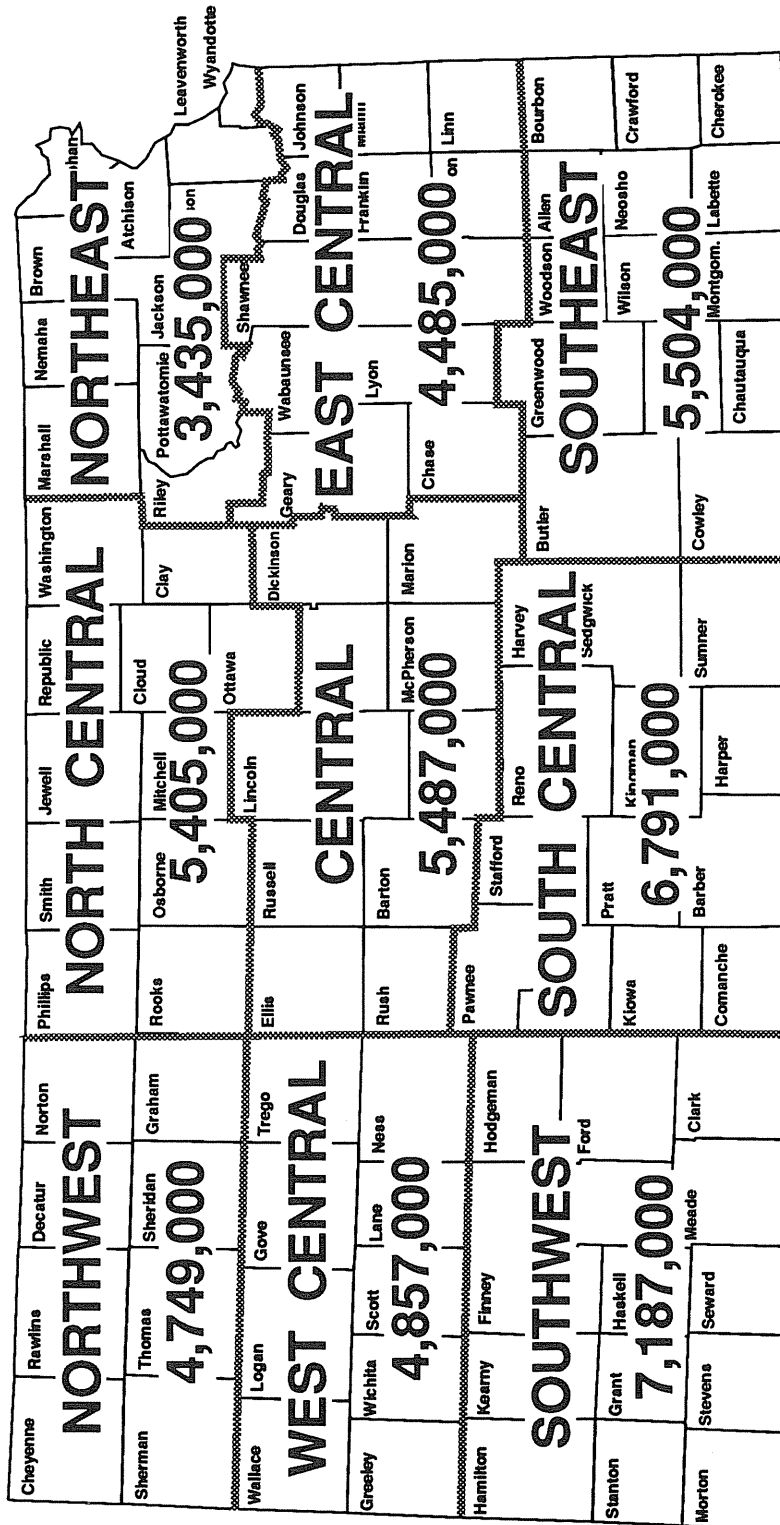 Cheyenne
Rawlins
Decatur
Norton
NORTHWEST
Sherman
Thomas
Sheridan
Graham
4,749,000
Wallace
Logan
Gove
Trego
WEST CENTRAL
Greeley
Wichita
Scott
Lane
Ness
4,857,000
Hamilton
Kearny
Finney
Hodgeman
SOUTHWEST
Ford
Stanton
Grant
Haskell
7,187,000
Morton
Stevens
Seward
Meade
Clark
Phillips
Smith
Jewell
Republic
Washington
NORTH CENTRAL
Rooks
Osborne
Mitchell
Cloud
Clay
5,405,000
Ottawa
Ellis
Russell
Lincoln
Dickinson
CENTRAL
Rush
Barton
McPherson
Marion
5,487,000
Pawnee
Stafford
Reno
Harvey
SOUTH CENTRAL
Sedgwick
Kiowa
Pratt
Kingman
6,791,000
Comanche
Barber
Harper
Sumner
Marshall
Nemaha
Brown
NORTHEAST
Riley
Pottawatomie
Jackson
Atchison
3,435,000
Leavenworth
Wyandotte
Geary
Wabaunsee
Shawnee
Douglas
Johnson
EAST CENTRAL
Lyon
Franklin
Chase
4,485,000
Linn
Butler
Greenwood
Woodson
Allen
Bourbon
SOUTHEAST
Wilson
Neosho
Crawford
5,504,000
Cowley
Chautauqua
Montgom.
Labette
Cherokee